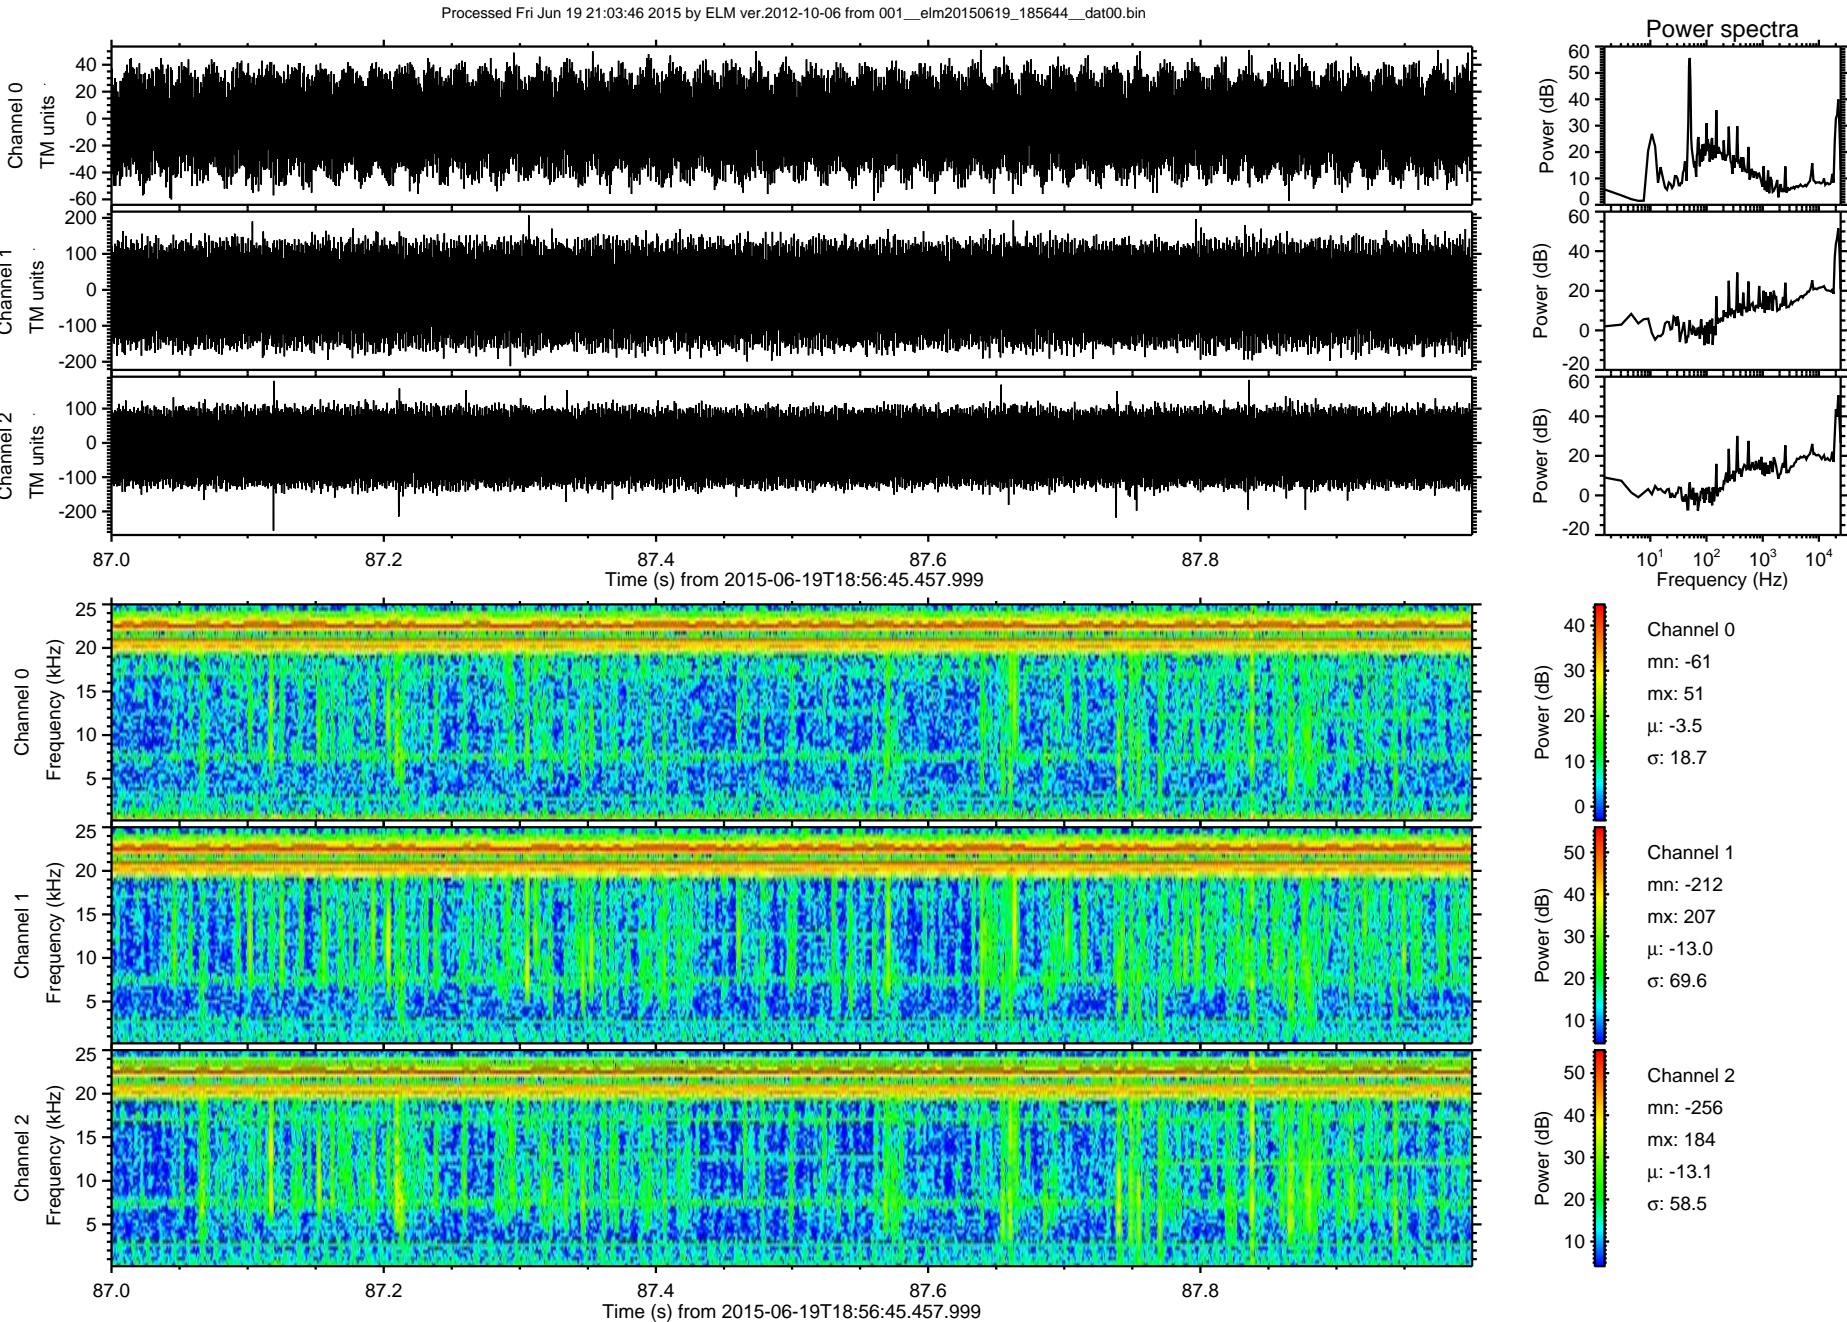 Processed Fri Jun 19 21:03:46 2015 by ELM ver.2012-10-06 from 001__elm20150619_185644__dat00.bin
Power spectra
Channel 0
TM units
40
20
0
-20
-40
-60
Power (dB)
60
50
40
30
20
10
0
Channel 1
TM units
200
100
0
-100
-200
Power (dB)
60
40
20
0
-20
Channel 2
TM units
100
0
-100
-200
Power (dB)
60
40
20
0
-20
87.0 87.2 87.4 87.6 87.8
Time (s) from 2015-06-19T18:56:45.457.999
10¹ 10² 10³ 10⁴
Frequency (Hz)
Channel 0
Frequency (kHz)
25
20
15
10
5
Power (dB)
40
30
20
10
0
Channel 0
mn: -61
mx: 51
μ: -3.5
σ: 18.7
Channel 1
Frequency (kHz)
25
20
15
10
5
Power (dB)
50
40
30
20
10
Channel 1
mn: -212
mx: 207
μ: -13.0
σ: 69.6
Channel 2
Frequency (kHz)
25
20
15
10
5
Power (dB)
50
40
30
20
10
Channel 2
mn: -256
mx: 184
μ: -13.1
σ: 58.5
87.0 87.2 87.4 87.6 87.8
Time (s) from 2015-06-19T18:56:45.457.999